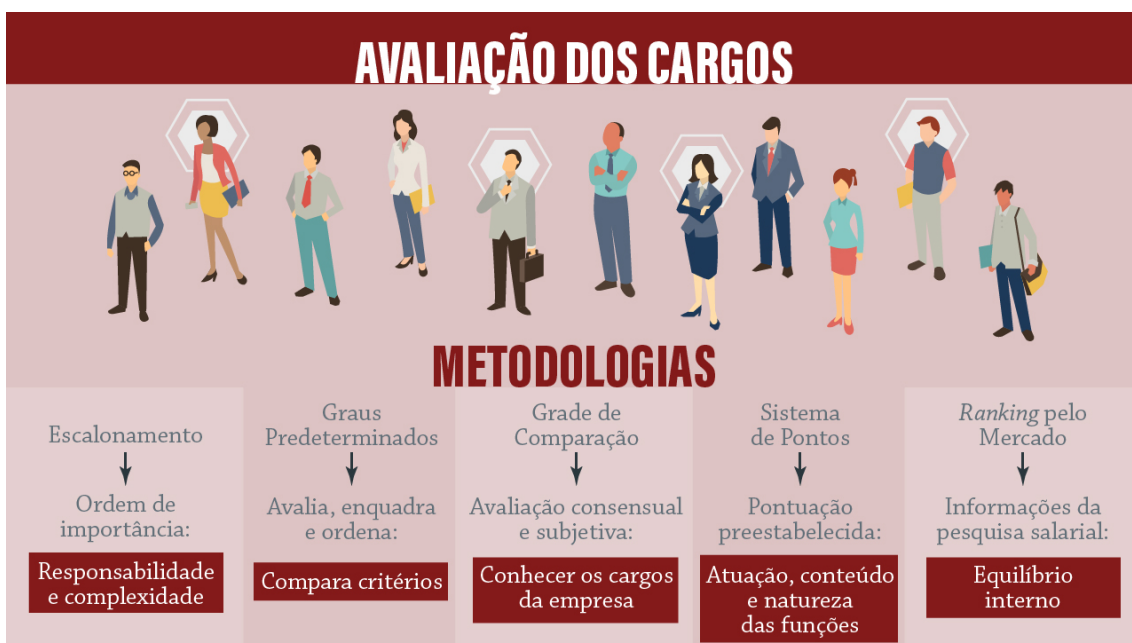 AVALIAÇÃO DOS CARGOS
METODOLOGIAS
Escalonamento
Ordem de
importância:
Responsabilidade
e complexidade
Graus
Predeterminados
Avalia, enquadra
e ordena:
Compara critérios
Grade de
Comparação
Avaliação consensual
e subjetiva:
Conhecer os cargos
da empresa
Sistema
de Pontos
Pontuação
preestabelecida:
Atuação, conteúdo
e natureza
das funções
Ranking pelo
Mercado
Informações da
pesquisa salarial:
Equilíbrio
interno